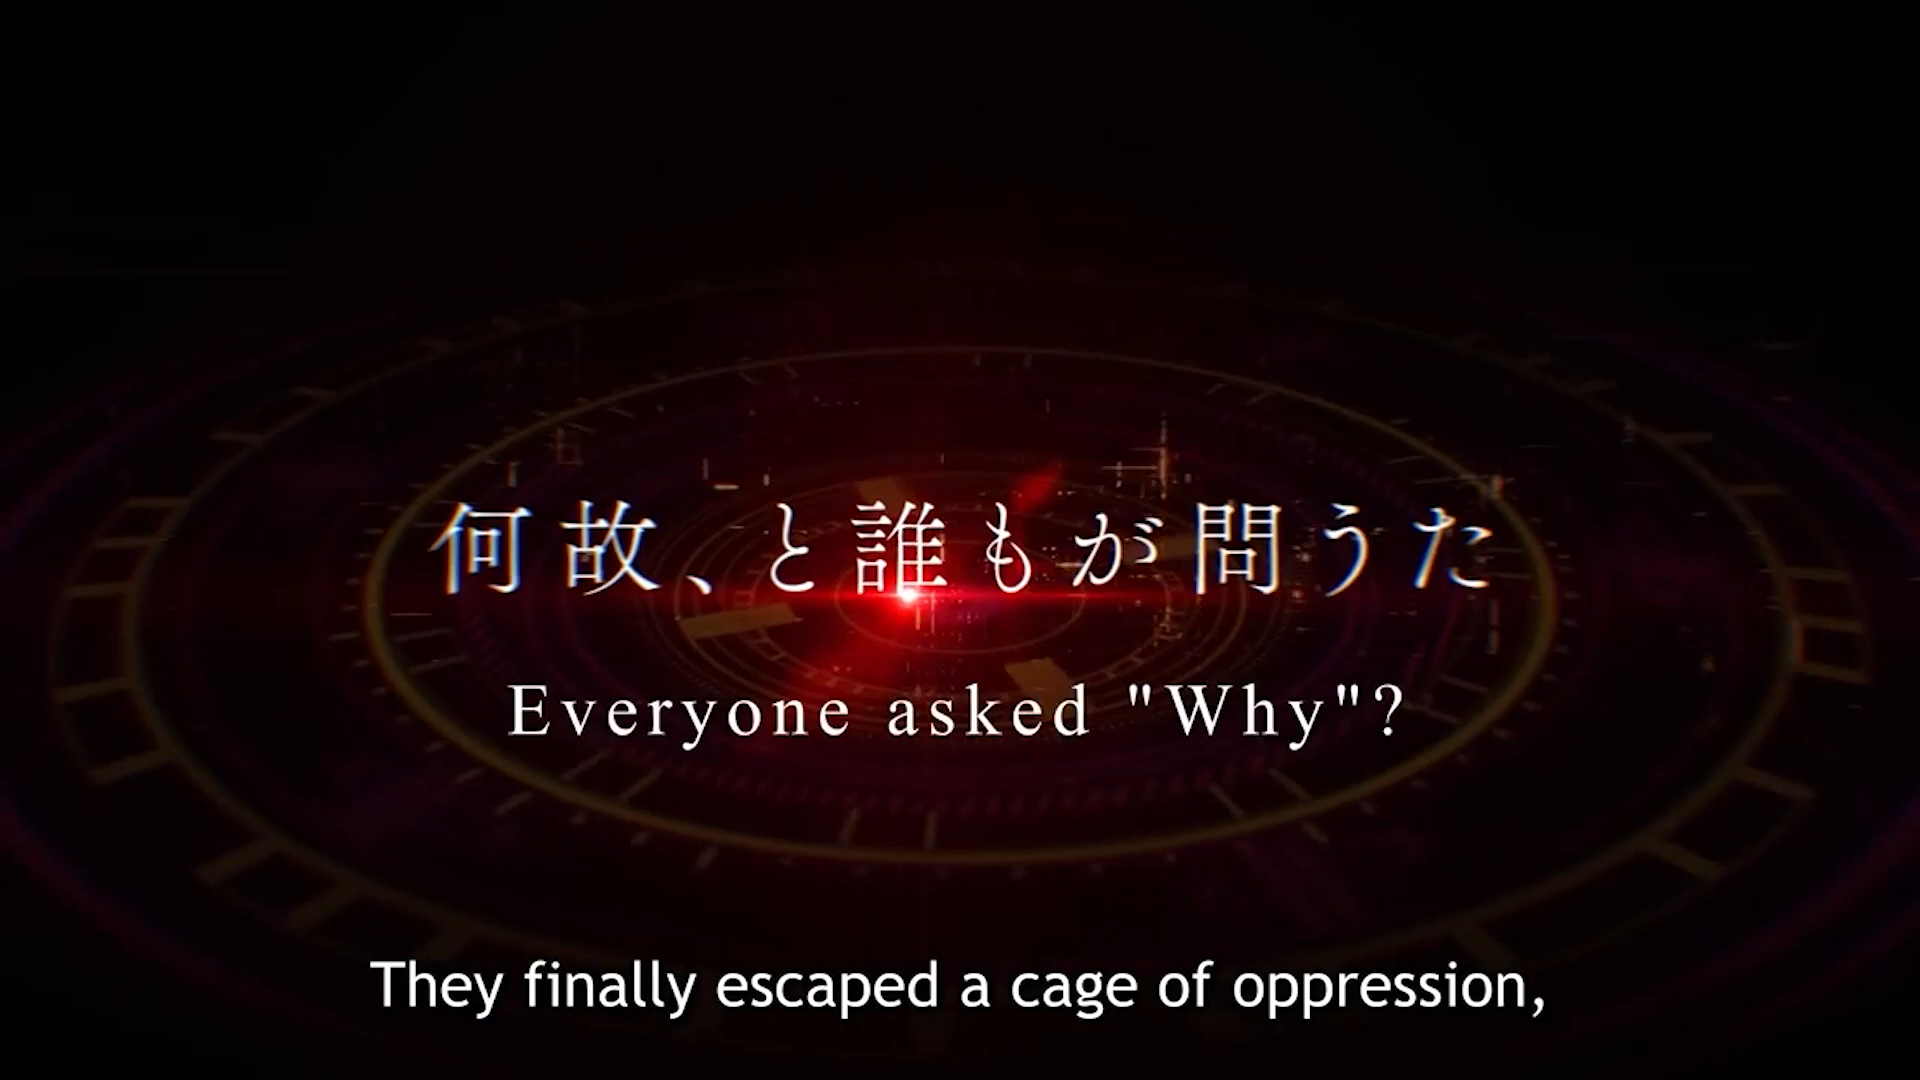 何故、と誰もが問うた
Everyone asked "Why"?
They finally escaped a cage of oppression,